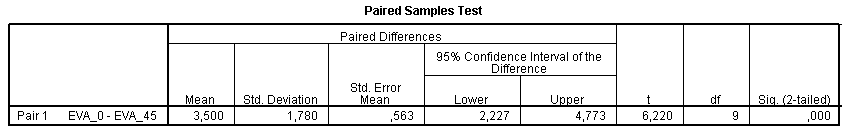 Paired Samples Test
Paired Differences
95% Confidence Interval of the
Difference
Std. Error
Mean Std. Deviation Mean Lower Upper t df Sig. (2-tailed)
Pair 1 EVA_0 - EVA_45 3,500 1,780 ,563 2,227 4,773 6,220 9 ,000